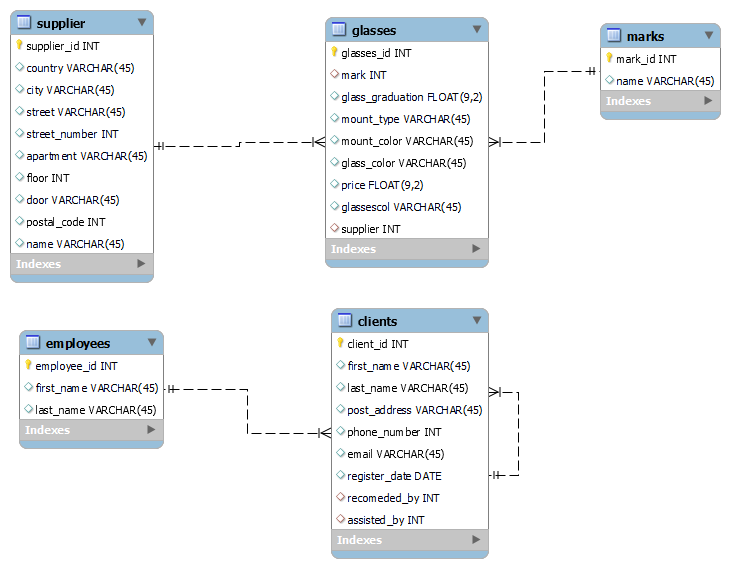 supplier
supplier_id INT
country VARCHAR(45)
city VARCHAR(45)
street VARCHAR(45)
street_number INT
apartment VARCHAR(45)
floor INT
door VARCHAR(45)
postal_code INT
name VARCHAR(45)
Indexes
glasses
glasses_id INT
mark INT
glass_graduation FLOAT(9,2)
mount_type VARCHAR(45)
mount_color VARCHAR(45)
glass_color VARCHAR(45)
price FLOAT(9,2)
glassescol VARCHAR(45)
supplier INT
Indexes
marks
mark_id INT
name VARCHAR(45)
Indexes
employees
employee_id INT
first_name VARCHAR(45)
last_name VARCHAR(45)
Indexes
clients
client_id INT
first_name VARCHAR(45)
last_name VARCHAR(45)
post_address VARCHAR(45)
phone_number INT
email VARCHAR(45)
register_date DATE
recomeded_by INT
assisted_by INT
Indexes